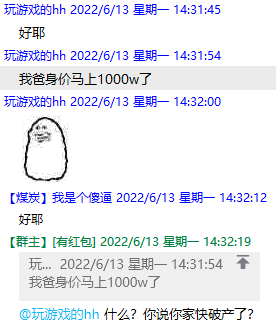 玩游戏的hh 2022/6/13 星期一 14:31:45
好耶
玩游戏的hh 2022/6/13 星期一 14:31:54
我爸身价马上1000w了
玩游戏的hh 2022/6/13 星期一 14:32:00
【煤炭】我是个傻逼 2022/6/13 星期一 14:32:12
好耶
【群主】[有红包] 2022/6/13 星期一 14:32:19
玩... 2022/6/13 星期一 14:31:54
我爸身价马上1000w了
@玩游戏的hh 什么？你说你家快破产了？